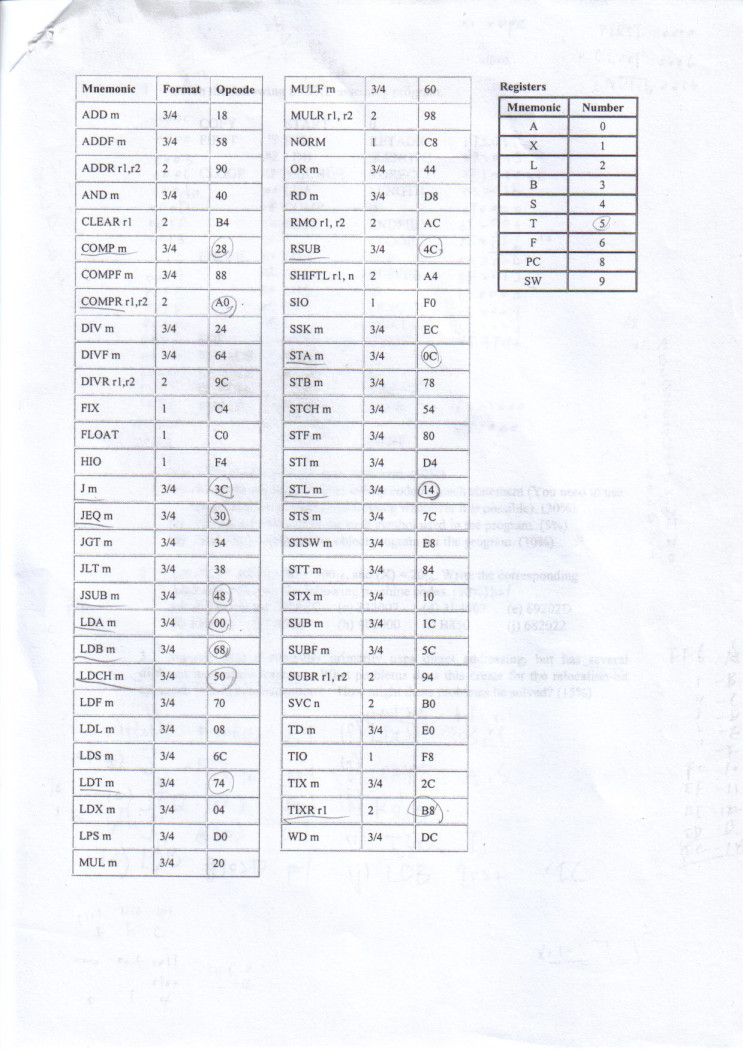 Mnemonic Format Opcode
ADD m 3/4 18
ADDF m 3/4 58
ADDR r1,r2 2 90
AND m 3/4 40
CLEAR r1 2 B4
COMP m 3/4 28
COMPF m 3/4 88
COMPR r1,r2 2 A0
DIV m 3/4 24
DIVF m 3/4 64
DIVR r1,r2 2 9C
FIX 1 C4
FLOAT 1 C0
HIO 1 F4
J m 3/4 3C
JEQ m 3/4 30
JGT m 3/4 34
JLT m 3/4 38
JSUB m 3/4 48
LDA m 3/4 00
LDB m 3/4 68
LDCH m 3/4 50
LDF m 3/4 70
LDL m 3/4 08
LDS m 3/4 6C
LDT m 3/4 74
LDX m 3/4 04
LPS m 3/4 D0
MUL m 3/4 20
MULF m 3/4 60
MULR r1, r2 2 98
NORM 1 C8
OR m 3/4 44
RD m 3/4 D8
RMO r1, r2 2 AC
RSUB 3/4 4C
SHIFTL r1, n 2 A4
SIO 1 F0
SSK m 3/4 EC
STA m 3/4 0C
STB m 3/4 78
STCH m 3/4 54
STF m 3/4 80
STI m 3/4 D4
STL m 3/4 14
STS m 3/4 7C
STSW m 3/4 E8
STT m 3/4 84
STX m 3/4 10
SUB m 3/4 1C
SUBF m 3/4 5C
SUBR r1, r2 2 94
SVC n 2 B0
TD m 3/4 E0
TIO 1 F8
TIX m 3/4 2C
TIXR r1 2 B8
WD m 3/4 DC
Registers
Mnemonic Number
A 0
X 1
L 2
B 3
S 4
T 5
F 6
PC 8
SW 9